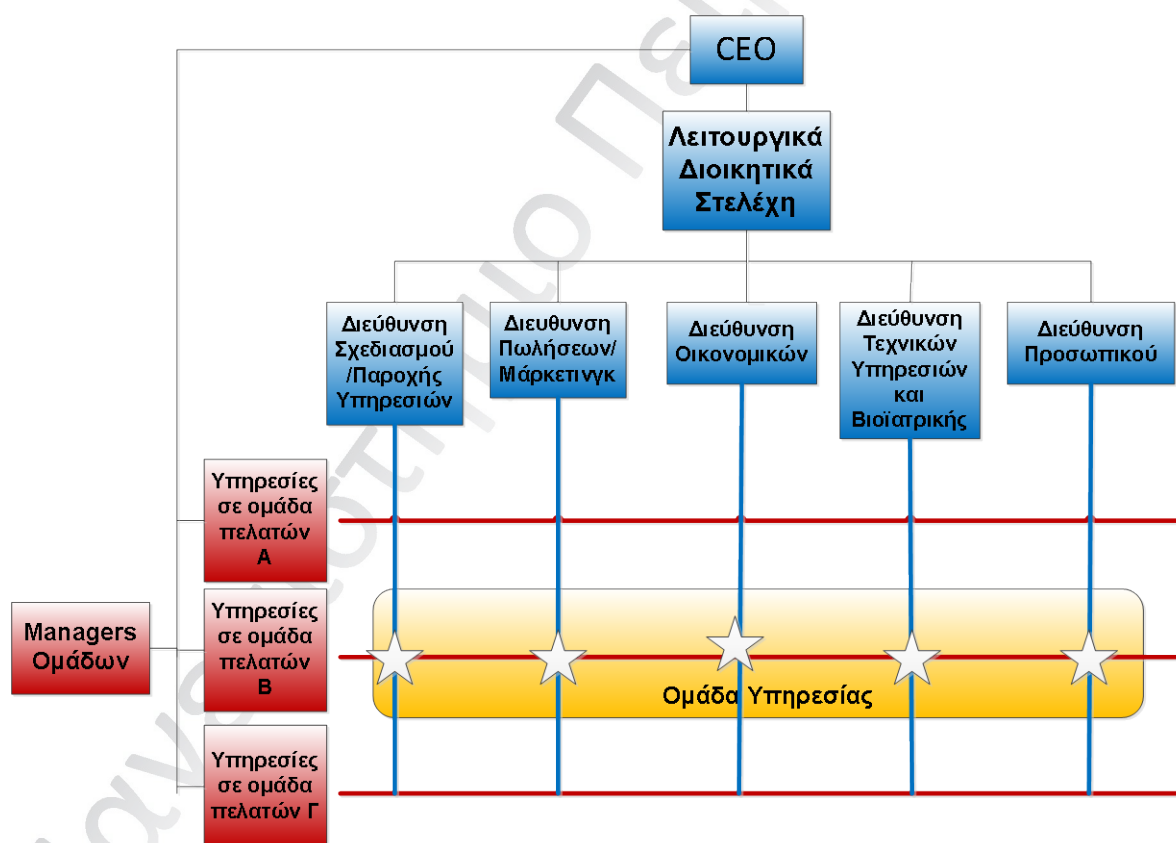 CEO
Λειτουργικά
Διοικητικά
Στελέχη
Διεύθυνση
Σχεδιασμού
/Παροχής
Υπηρεσιών
Διευθυνση
Πωλήσεων/
Μάρκετινγκ
Διεύθυνση
Οικονομικών
Διεύθυνση
Τεχνικών
Υπηρεσιών
και
Βιοϊατρικής
Διεύθυνση
Προσωπικού
Υπηρεσίες
σε ομάδα
πελατών
Α
Managers
Ομάδων
Υπηρεσίες
σε ομάδα
πελατών
Β
Ομάδα Υπηρεσίας
Υπηρεσίες
σε ομάδα
πελατών Γ